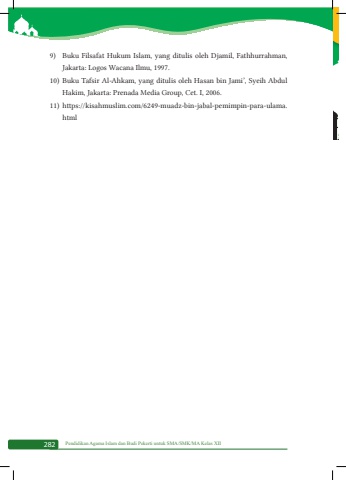 9) Buku Filsafat Hukum Islam, yang ditulis oleh Djamil, Fathhurrahman,
Jakarta: Logos Wacana Ilmu, 1997.
10) Buku Tafsir Al-Ahkam, yang ditulis oleh Hasan bin Jami', Syeih Abdul
Hakim, Jakarta: Prenada Media Group, Cet. I, 2006.
11) https://kisahmuslim.com/6249-muadz-bin-jabal-pemimpin-para-ulama.
html
282 Pendidikan Agama Islam dan Budi Pekerti untuk SMA/SMK/MA Kelas XII